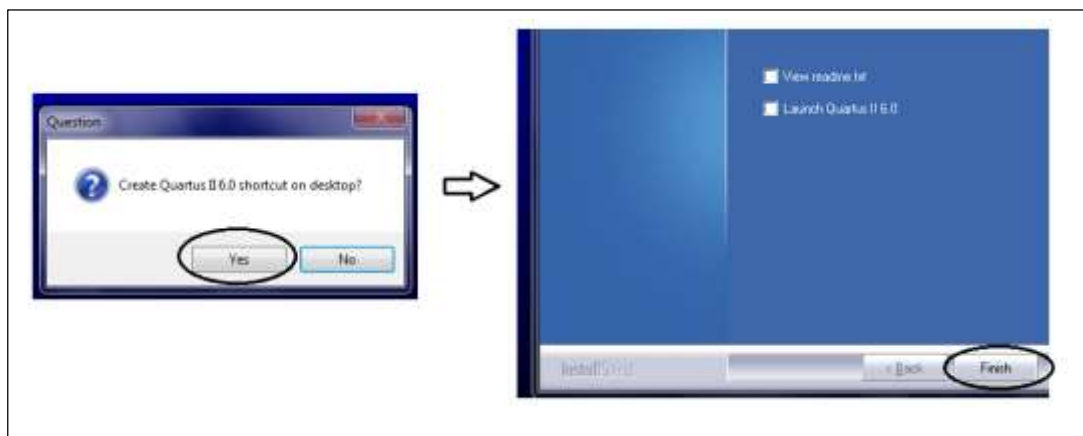 Question
Create Quartus II 6.0 shortcut on desktop?
Yes
No
View readme.txt
Launch Quartus II 6.0
InstallShield
< Back
Finish